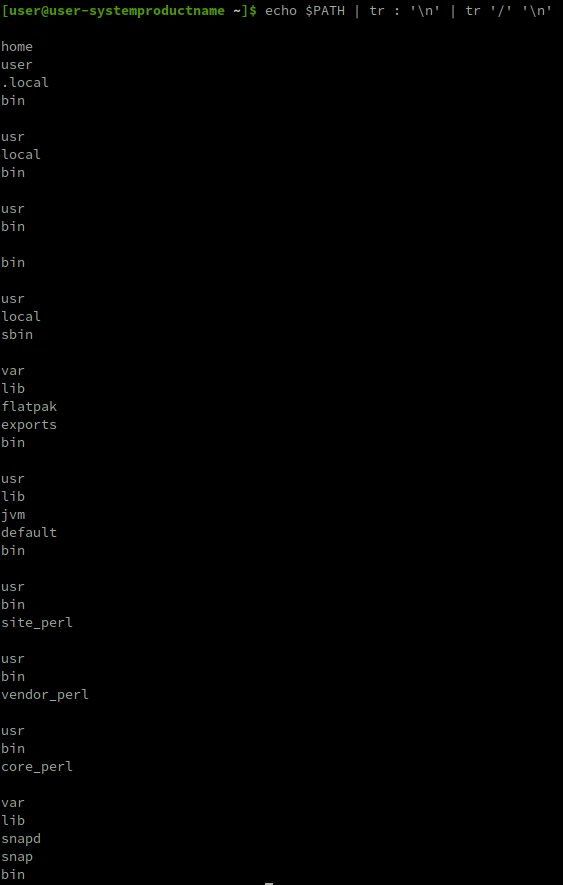 [user@user-systemproductname ~]$ echo $PATH | tr : '\n' | tr '/' '\n'

home
user
.local
bin

usr
local
bin

usr
bin

bin

usr
local
sbin

var
lib
flatpak
exports
bin

usr
lib
jvm
default
bin

usr
bin
site_perl

usr
bin
vendor_perl

usr
bin
core_perl

var
lib
snapd
snap
bin